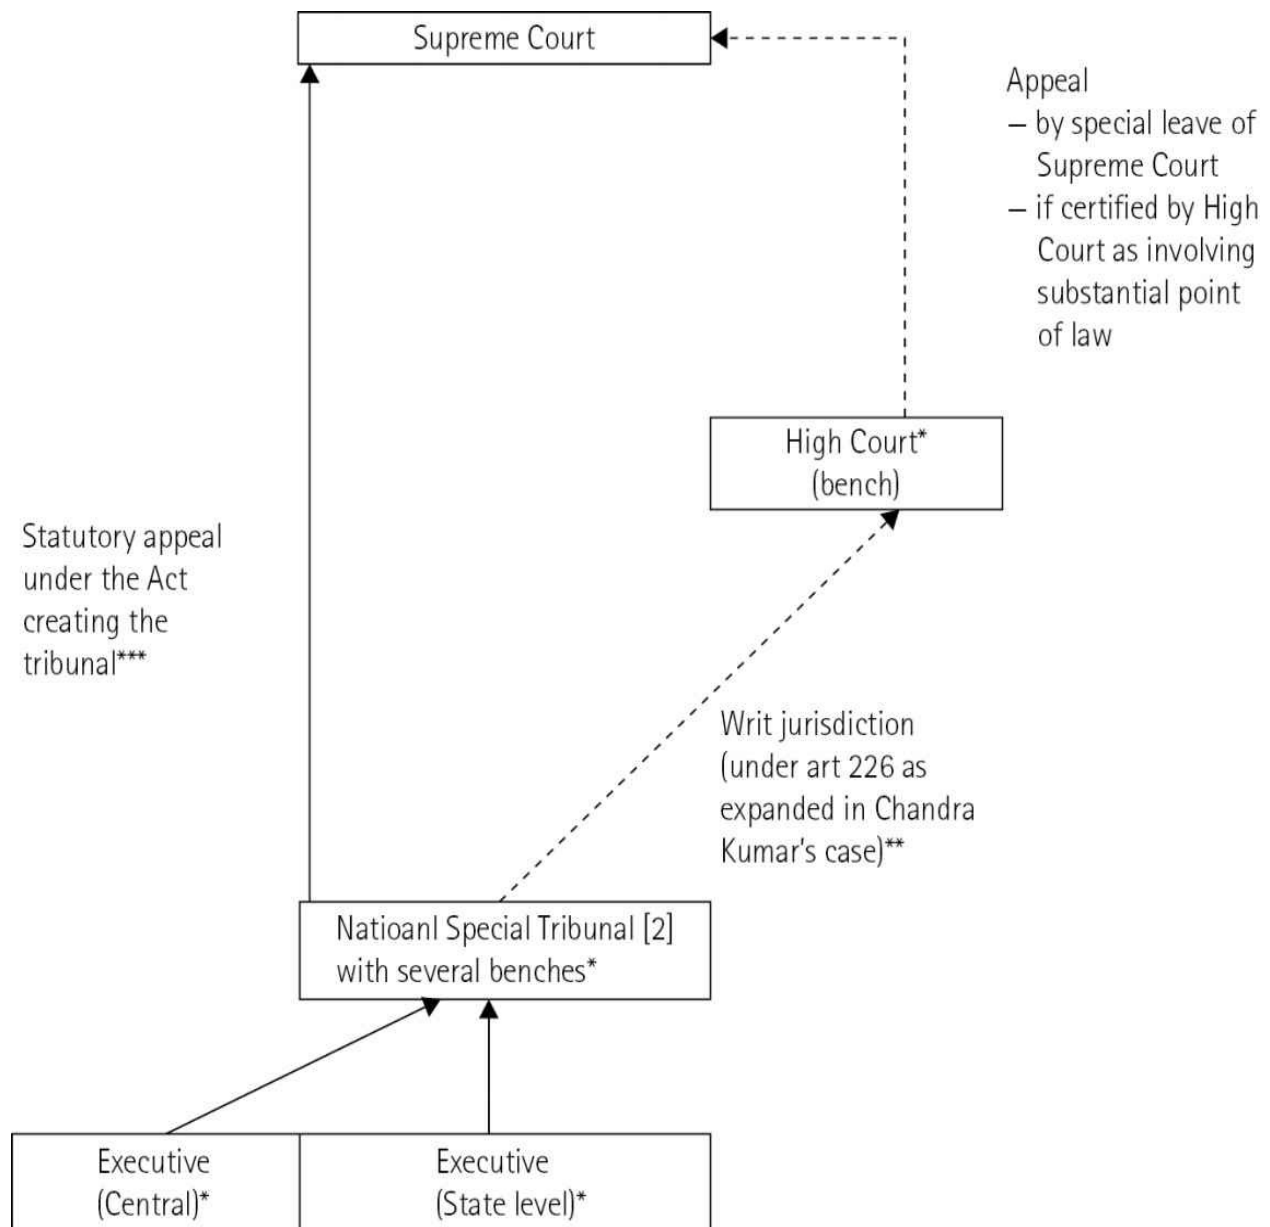 Supreme Court
Appeal
– by special leave of
Supreme Court
– if certified by High
Court as involving
substantial point
of law
High Court*
(bench)
Statutory appeal
under the Act
creating the
tribunal***
Writ jurisdiction
(under art 226 as
expanded in Chandra
Kumar's case)**
Natioanl Special Tribunal [2]
with several benches*
Executive
(Central)*
Executive
(State level)*